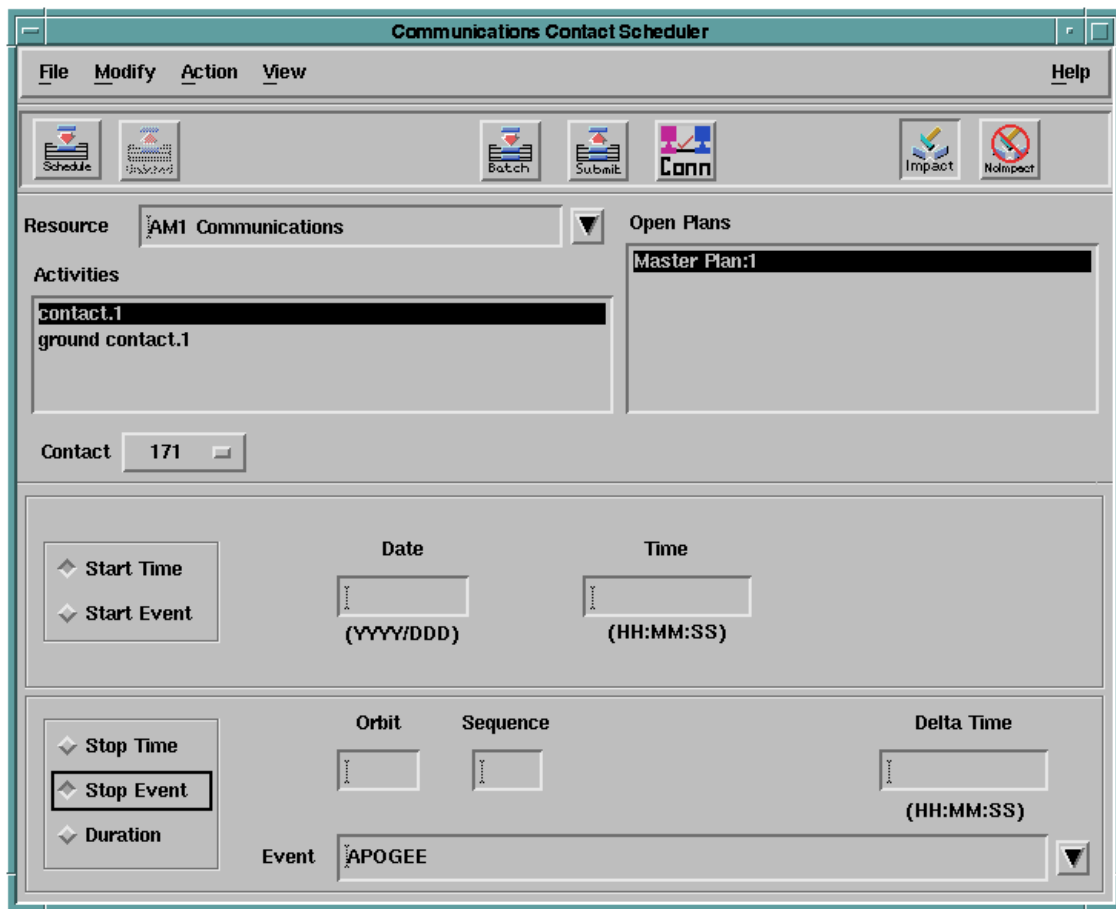 Communications Contact Scheduler
File Modify Action View Help
Schedule Batch Submit Conn Impact NoImpact
Resource AM1 Communications Open Plans
Master Plan:1
Activities
contact.1
ground contact.1
Contact 171
Date Time
Start Time
Start Event
(YYYY/DDD) (HH:MM:SS)
Orbit Sequence Delta Time
Stop Time
Stop Event
(HH:MM:SS)
Duration
Event APOGEE